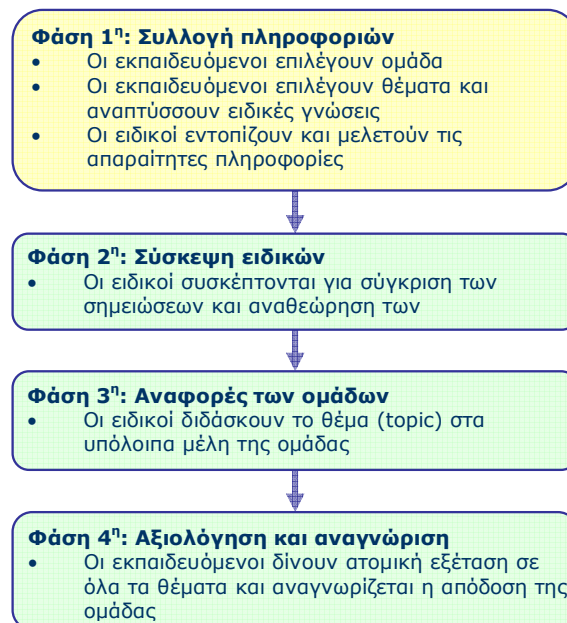 Φάση 1η: Συλλογή πληροφοριών
• Οι εκπαιδευόμενοι επιλέγουν ομάδα
• Οι εκπαιδευόμενοι επιλέγουν θέματα και
αναπτύσσουν ειδικές γνώσεις
• Οι ειδικοί εντοπίζουν και μελετούν τις
απαραίτητες πληροφορίες
Φάση 2η: Σύσκεψη ειδικών
• Οι ειδικοί συσκέπτονται για σύγκριση των
σημειώσεων και αναθεώρηση των
Φάση 3η: Αναφορές των ομάδων
• Οι ειδικοί διδάσκουν το θέμα (topic) στα
υπόλοιπα μέλη της ομάδας
Φάση 4η: Αξιολόγηση και αναγνώριση
• Οι εκπαιδευόμενοι δίνουν ατομική εξέταση σε
όλα τα θέματα και αναγνωρίζεται η απόδοση της
ομάδας